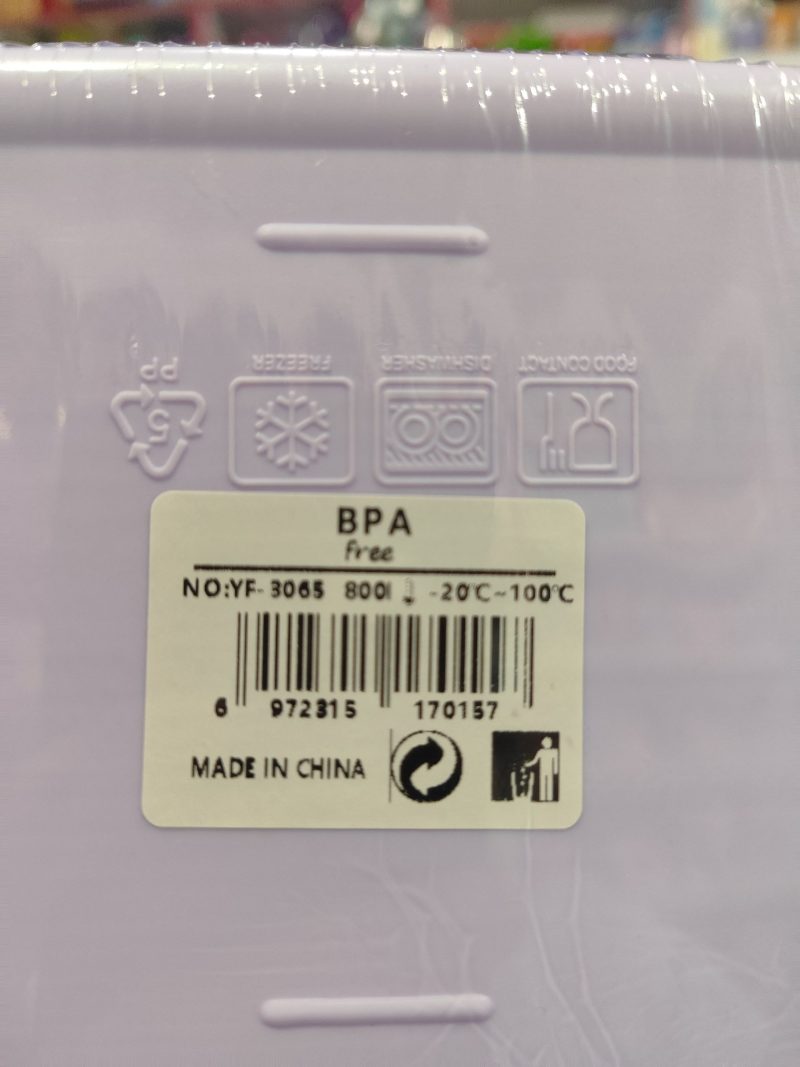 PP
5
FREEZER
DISHWASHER
FOOD CONTACT
BPA
free
NO:YF-3065 800l -20℃~100℃
6 972315 170157
MADE IN CHINA